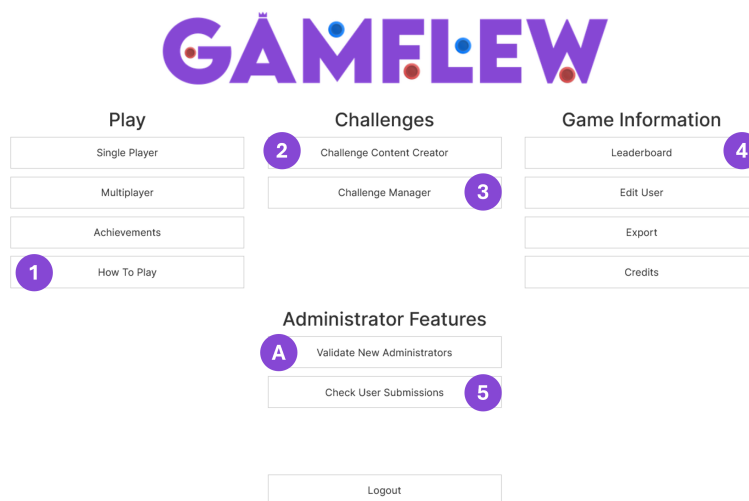 GAMFLEW
Play
Single Player
Multiplayer
Achievements
1 How To Play
Challenges
2 Challenge Content Creator
Challenge Manager 3
Game Information
Leaderboard 4
Edit User
Export
Credits
Administrator Features
A Validate New Administrators
Check User Submissions 5
Logout